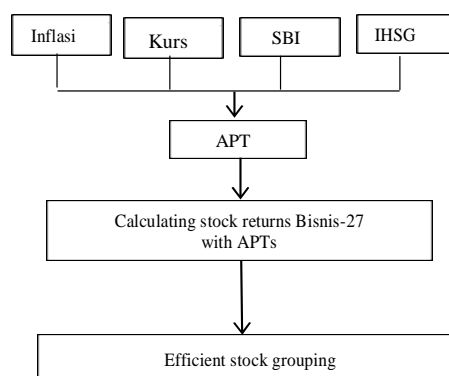 Inflasi
Kurs
SBI
IHSG
APT
Calculating stock returns Bisnis-27
with APTs
Efficient stock grouping